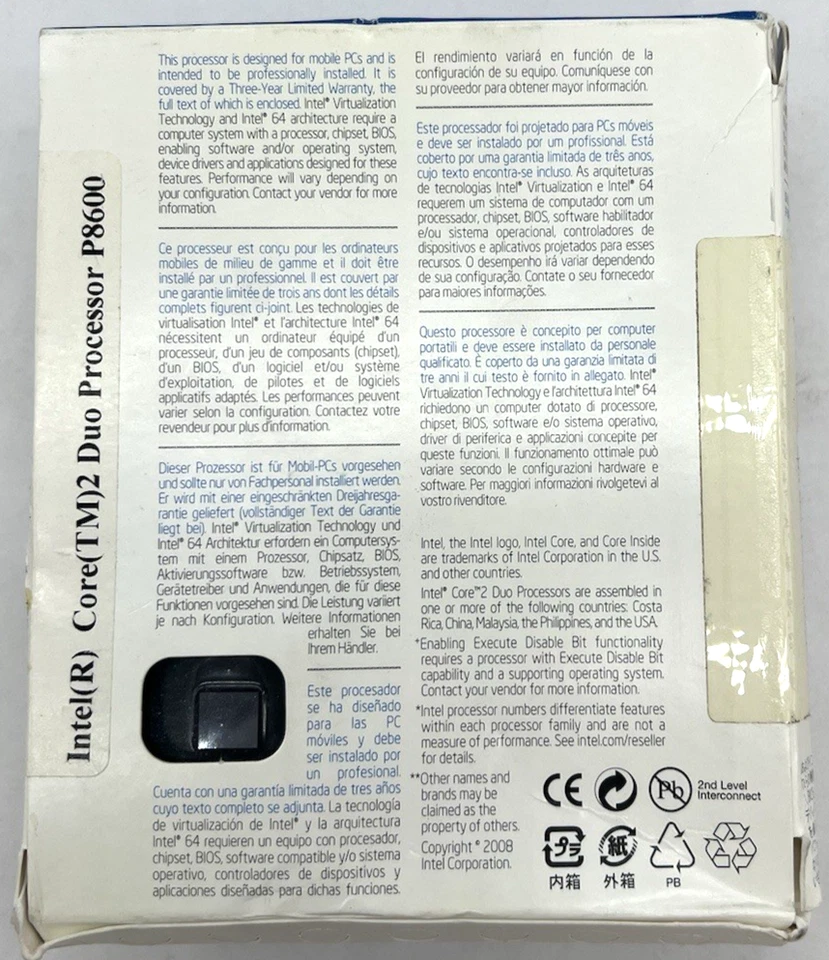 Intel(R) Core(TM)2 Duo Processor P8600
This processor is designed for mobile PCs and is
intended to be professionally installed. It is
covered by a Three-Year Limited Warranty, the
full text of which is enclosed. Intel® Virtualization
Technology and Intel® 64 architecture require a
computer system with a processor, chipset, BIOS,
enabling software and/or operating system,
device drivers and applications designed for these
features. Performance will vary depending on
your configuration. Contact your vendor for more
information.
Ce processeur est conçu pour les ordinateurs
mobiles de milieu de gamme et il doit être
installé par un professionnel. Il est couvert par
une garantie limitée de trois ans dont les détails
complets figurent ci-joint. Les technologies de
virtualisation Intel® et l'architecture Intel® 64
nécessitent un ordinateur équipé d'un
processeur, d'un jeu de composants (chipset),
d'un BIOS, d'un logiciel et/ou système
d'exploitation, de pilotes et de logiciels
applicatifs adaptés. Les performances peuvent
varier selon la configuration. Contactez votre
revendeur pour plus d'information.
Dieser Prozessor ist für Mobil-PCs vorgesehen
und sollte nur von Fachpersonal installiert werden.
Er wird mit einer eingeschränkten Dreijahresga-
rantie geliefert (vollständiger Text der Garantie
liegt bei). Intel® Virtualization Technology und
Intel® 64 Architektur erfordern ein Computersys-
tem mit einem Prozessor, Chipsatz, BIOS,
Aktivierungssoftware bzw. Betriebssystem,
Gerätetreiber und Anwendungen, die für diese
Funktionen vorgesehen sind. Die Leistung variiert
je nach Konfiguration. Weitere Informationen
erhalten Sie bei
Ihrem Händler.
Este procesador
se ha diseñado
para las PC
móviles y debe
ser instalado por
un profesional.
Cuenta con una garantía limitada de tres años
cuyo texto completo se adjunta. La tecnología
de virtualización de Intel® y la arquitectura
Intel® 64 requieren un equipo con procesador,
chipset, BIOS, software compatible y/o sistema
operativo, controladores de dispositivos y
aplicaciones diseñadas para dichas funciones.
El rendimiento variará en función de la
configuración de su equipo. Comuníquese con
su proveedor para obtener mayor información.
Este processador foi projetado para PCs móveis
e deve ser instalado por um profissional. Está
coberto por uma garantia limitada de três anos,
cujo texto encontra-se incluso. As arquiteturas
de tecnologias Intel® Virtualization e Intel® 64
requerem um sistema de computador com um
processador, chipset, BIOS, software habilitador
e/ou sistema operacional, controladores de
dispositivos e aplicativos projetados para esses
recursos. O desempenho irá variar dependendo
de sua configuração. Contate o seu fornecedor
para maiores informações.
Questo processore è concepito per computer
portatili e deve essere installato da personale
qualificato. È coperto da una garanzia limitata di
tre anni il cui testo è fornito in allegato. Intel®
Virtualization Technology e l'architettura Intel® 64
richiedono un computer dotato di processore,
chipset, BIOS, software e/o sistema operativo,
driver di periferica e applicazioni concepite per
queste funzioni. Il funzionamento ottimale può
variare secondo le configurazioni hardware e
software. Per maggiori informazioni rivolgetevi al
vostro rivenditore.
Intel, the Intel logo, Intel Core, and Core Inside
are trademarks of Intel Corporation in the U.S.
and other countries.
Intel® Core™2 Duo Processors are assembled in
one or more of the following countries: Costa
Rica, China, Malaysia, the Philippines, and the USA.
⁺Enabling Execute Disable Bit functionality
requires a processor with Execute Disable Bit
capability and a supporting operating system.
Contact your vendor for more information.
*Intel processor numbers differentiate features
within each processor family and are not a
measure of performance. See intel.com/reseller
for details.
**Other names and
brands may be
claimed as the
property of others.
Copyright © 2008
Intel Corporation.
CE
Pb
2nd Level
Interconnect
プラ
紙
内箱
外箱
PB